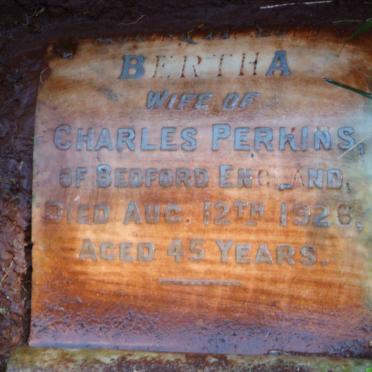 BERTHA
WIFE OF
CHARLES PERKINS,
OF BEDFORD ENGLAND,
DIED AUG. 12TH 1926,
AGED 45 YEARS.